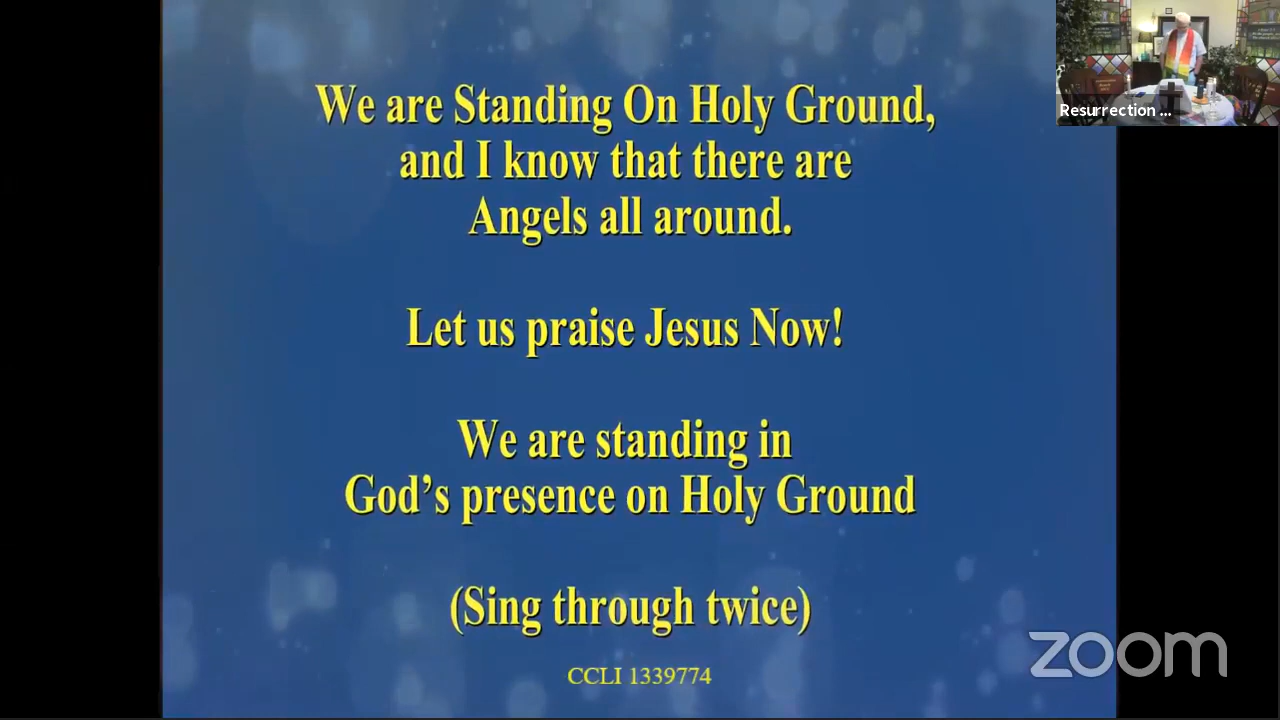 We are Standing On Holy Ground,
and I know that there are
Angels all around.
Let us praise Jesus Now!
We are standing in
God’s presence on Holy Ground
(Sing through twice)
CCLI 1339774
Resurrection ...
zoom